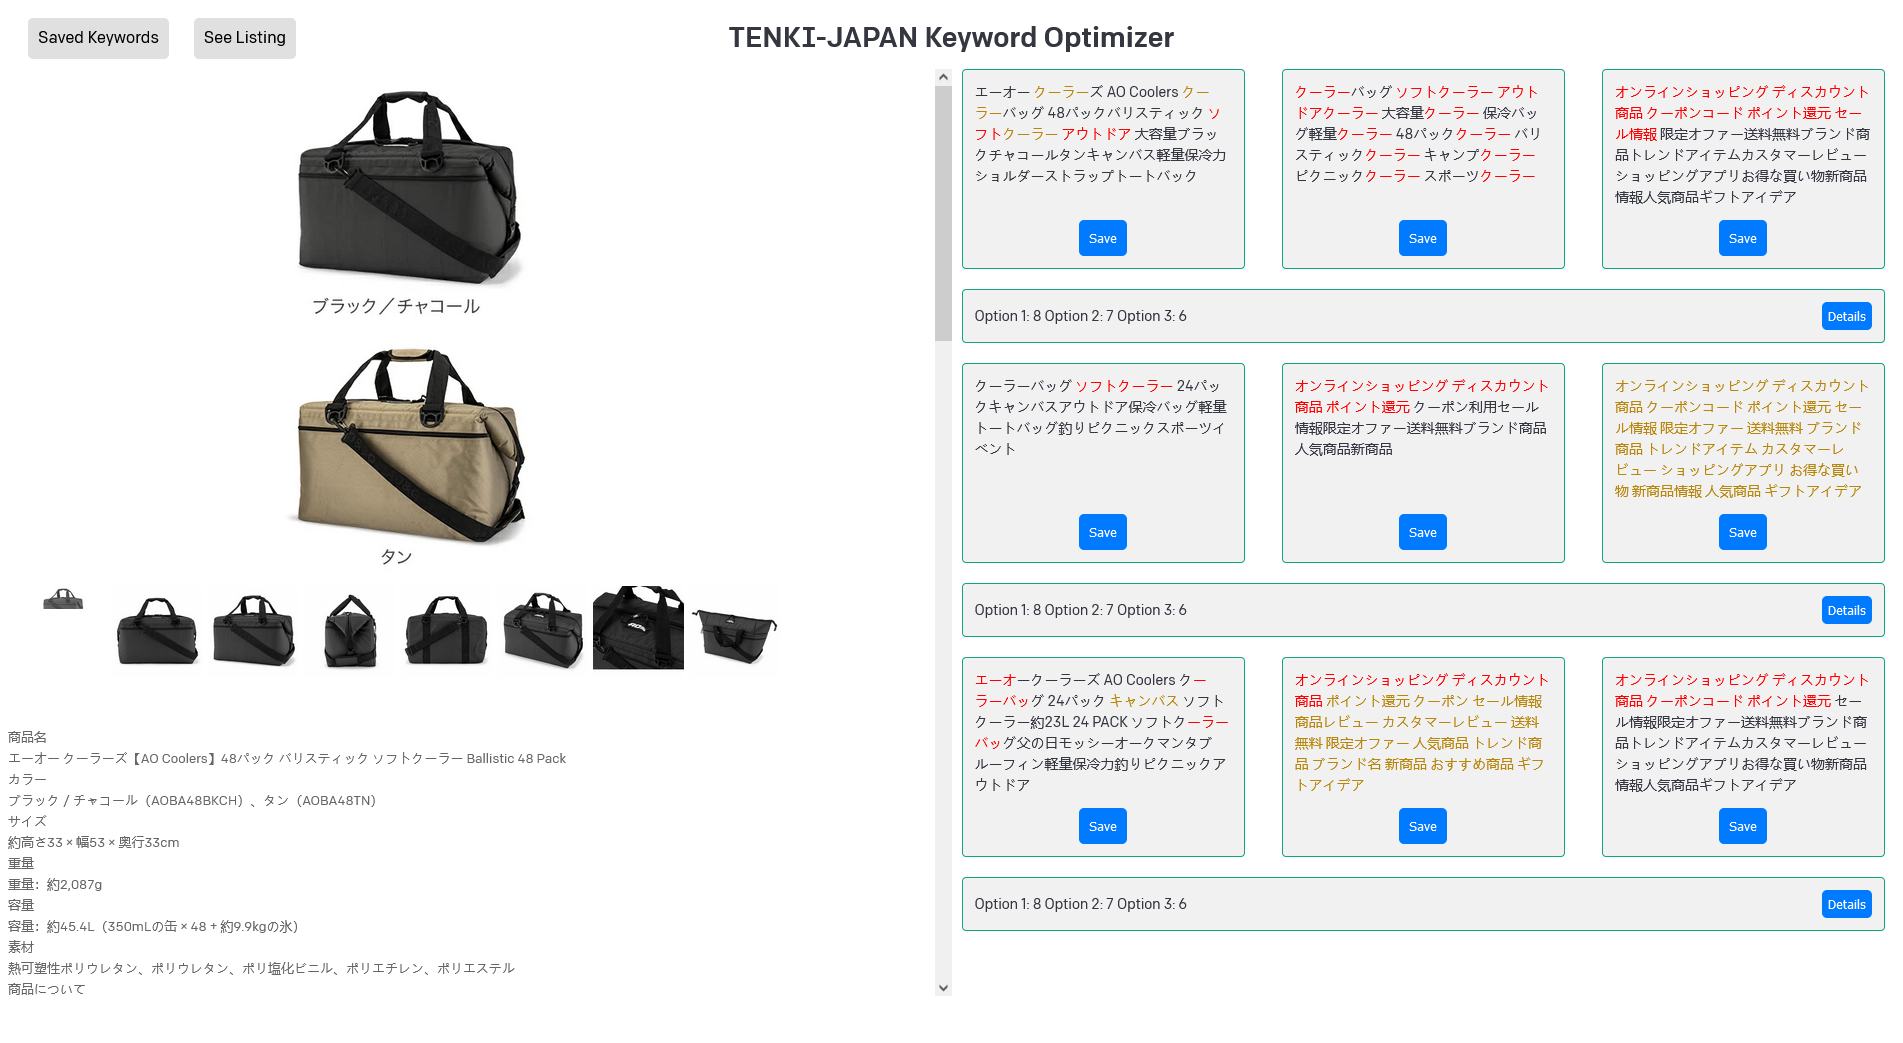 Saved Keywords
See Listing
TENKI-JAPAN Keyword Optimizer
ブラック／チャコール
タン
商品名
エーオー クーラーズ【AO Coolers】48パック バリスティック ソフトクーラー Ballistic 48 Pack
カラー
ブラック / チャコール（AOBA48BKCH）、タン（AOBA48TN）
サイズ
約高さ33 × 幅53 × 奥行33cm
重量
重量：約2,087g
容量
容量：約45.4L（350mLの缶 × 48 + 約9.9kgの氷）
素材
熱可塑性ポリウレタン、ポリウレタン、ポリ塩化ビニル、ポリエチレン、ポリエステル
商品について
エーオー クーラーズ AO Coolers クー
ラーバッグ 48パックバリスティック ソ
フトクーラー アウトドア 大容量ブラッ
クチャコールタンキャンバス軽量保冷力
ショルダーストラップトートバック
Save
クーラーバッグ ソフトクーラー アウト
ドアクーラー 大容量クーラー 保冷バッ
グ軽量クーラー 48パッククーラー バリ
スティッククーラー キャンプクーラー
ピクニッククーラー スポーツクーラー
Save
オンラインショッピング ディスカウント
商品 クーポンコード ポイント還元 セー
ル情報 限定オファー送料無料ブランド商
品トレンドアイテムカスタマーレビュー
ショッピングアプリお得な買い物新商品
情報人気商品ギフトアイデア
Save
Option 1: 8 Option 2: 7 Option 3: 6
Details
クーラーバッグ ソフトクーラー 24パッ
クキャンバスアウトドア保冷バッグ軽量
トートバッグ釣りピクニックスポーツイ
ベント
Save
オンラインショッピング ディスカウント
商品 ポイント還元 クーポン利用セール
情報限定オファー送料無料ブランド商品
人気商品新商品
Save
オンラインショッピング ディスカウント
商品 クーポンコード ポイント還元 セー
ル情報 限定オファー 送料無料 ブランド
商品 トレンドアイテム カスタマーレ
ビュー ショッピングアプリ お得な買い
物 新商品情報 人気商品 ギフトアイデア
Save
Option 1: 8 Option 2: 7 Option 3: 6
Details
エーオークーラーズ AO Coolers クー
ラーバッグ 24パック キャンバス ソフト
クーラー約23L 24 PACK ソフトクーラー
バッグ父の日モッシーオークマンタブ
ルーフィン軽量保冷力釣りピクニックア
ウトドア
Save
オンラインショッピング ディスカウント
商品 ポイント還元 クーポン セール情報
商品レビュー カスタマーレビュー 送料
無料 限定オファー 人気商品 トレンド商
品 ブランド名 新商品 おすすめ商品 ギフ
トアイデア
Save
オンラインショッピング ディスカウント
商品 クーポンコード ポイント還元 セー
ル情報限定オファー送料無料ブランド商
品トレンドアイテムカスタマーレビュー
ショッピングアプリお得な買い物新商品
情報人気商品ギフトアイデア
Save
Option 1: 8 Option 2: 7 Option 3: 6
Details